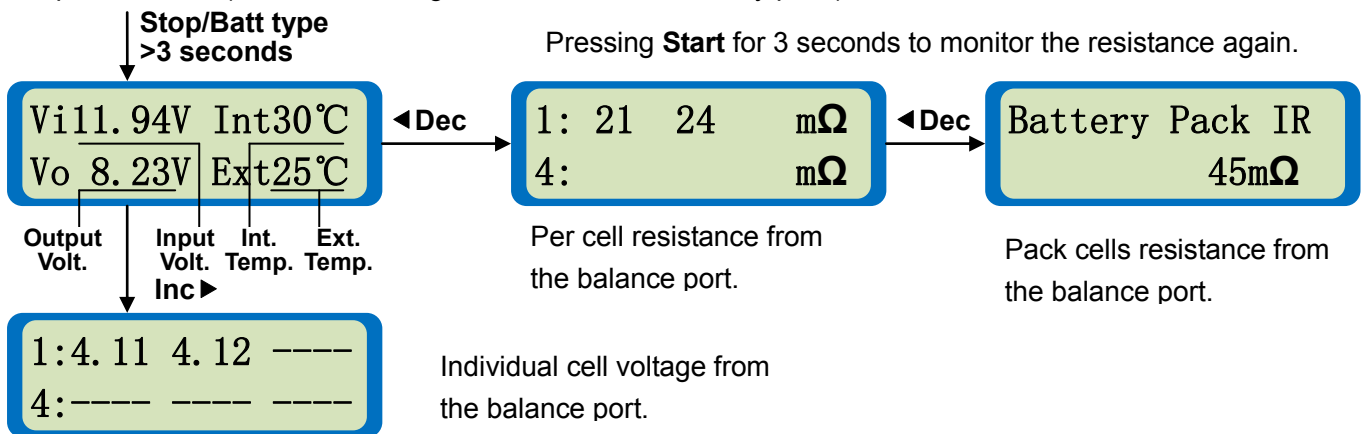 Stop/Batt type
>3 seconds
Pressing Start for 3 seconds to monitor the resistance again.
Vi11.94V Int30℃
Vo 8.23V Ext25℃
◀Dec
1: 21 24 mΩ
4: mΩ
◀Dec
Battery Pack IR
45mΩ
Output Volt.
Input Volt.
Int. Temp.
Ext. Temp.
Inc▶
Per cell resistance from
the balance port.
Pack cells resistance from
the balance port.
1:4.11 4.12 ----
4:---- ---- ----
Individual cell voltage from
the balance port.